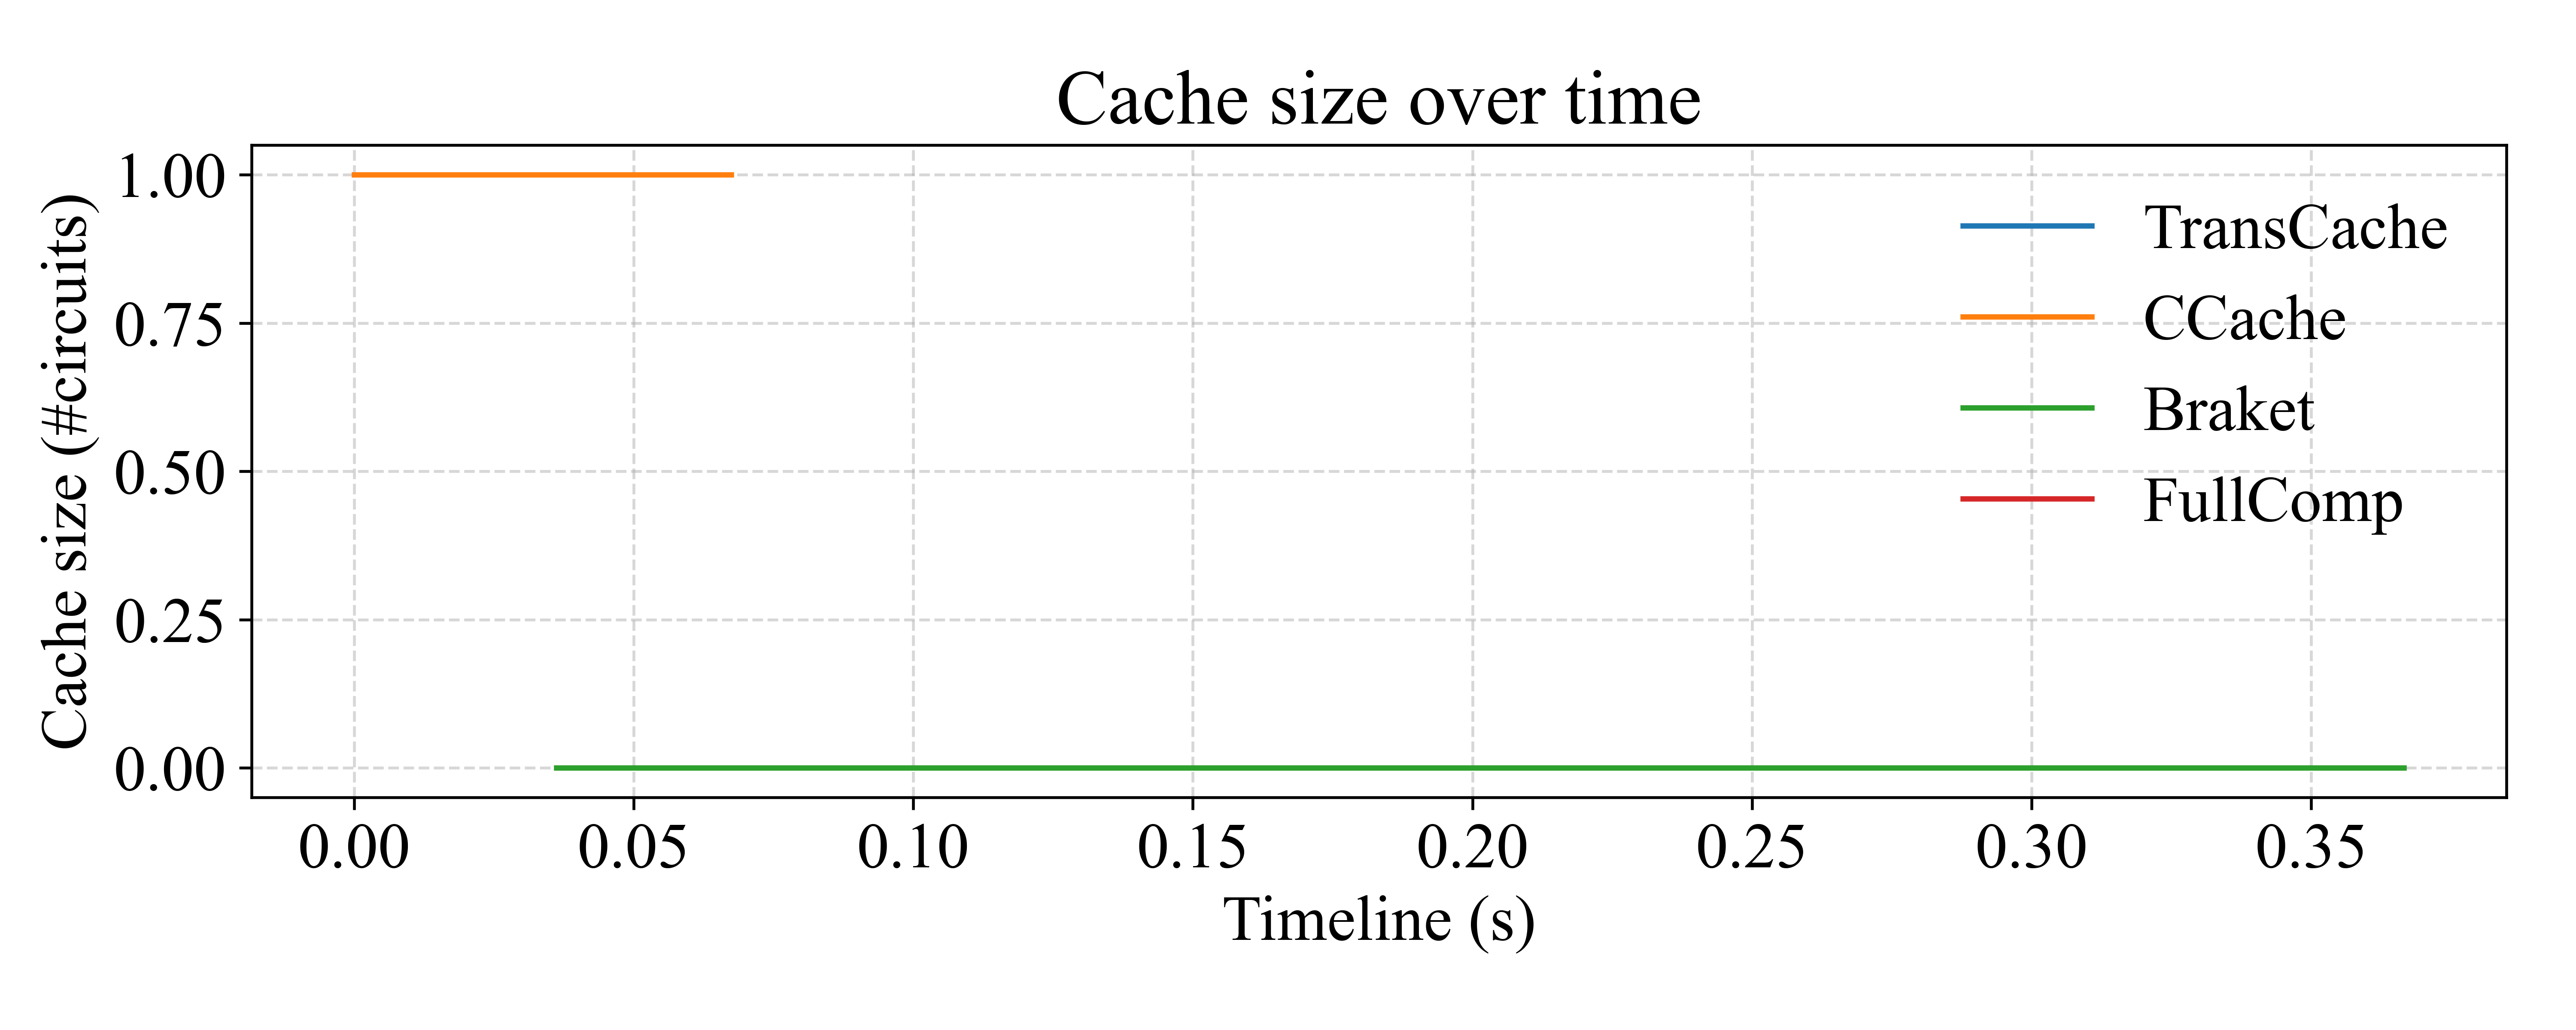 Cache size over time
Cache size (#circuits)
1.00
0.75
0.50
0.25
0.00
TransCache
CCache
Braket
FullComp
0.00 0.05 0.10 0.15 0.20 0.25 0.30 0.35
Timeline (s)